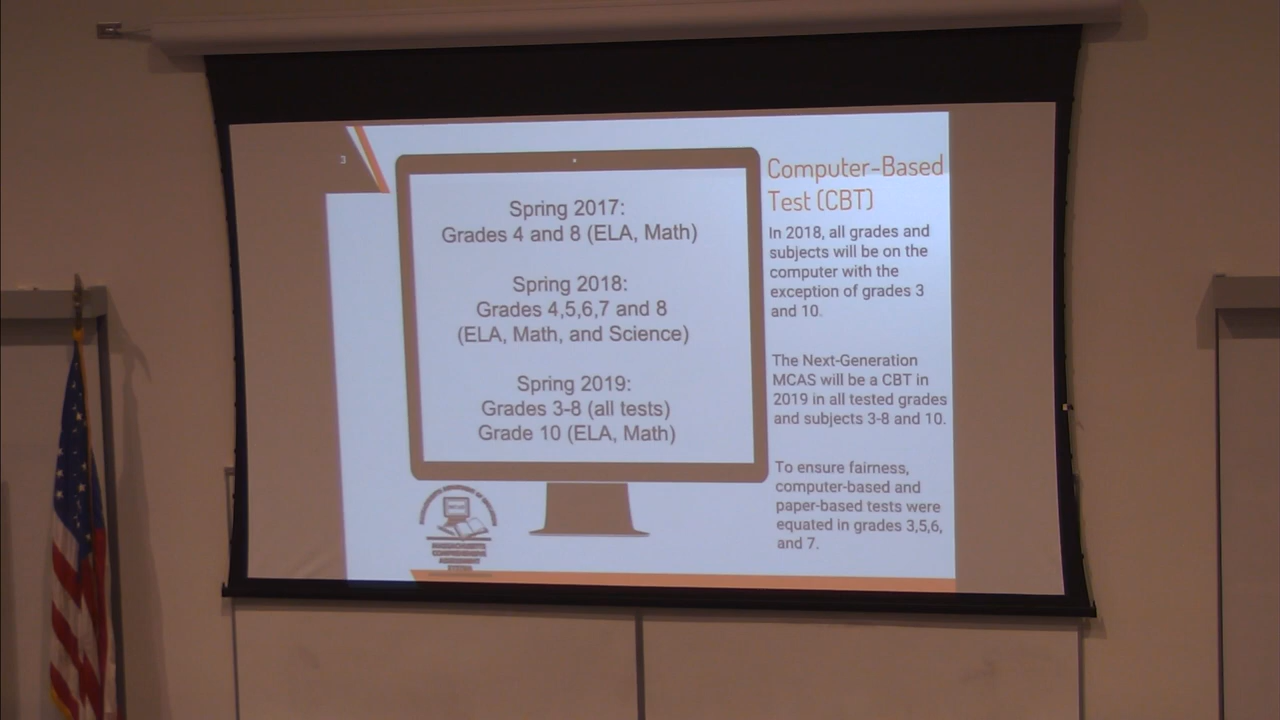 3
Spring 2017:
Grades 4 and 8 (ELA, Math)
Spring 2018:
Grades 4,5,6,7 and 8
(ELA, Math, and Science)
Spring 2019:
Grades 3-8 (all tests)
Grade 10 (ELA, Math)
Computer-Based
Test (CBT)
In 2018, all grades and
subjects will be on the
computer with the
exception of grades 3
and 10.
The Next-Generation
MCAS will be a CBT in
2019 in all tested grades
and subjects 3-8 and 10.
To ensure fairness,
computer-based and
paper-based tests were
equated in grades 3,5,6,
and 7.
MASSACHUSETTS
COMPREHENSIVE
ASSESSMENT
SYSTEM